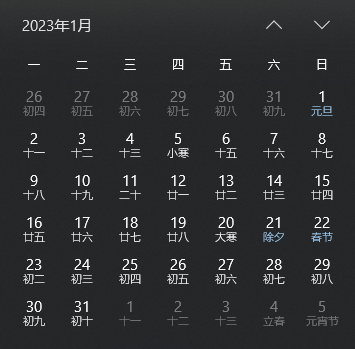 2023年1月
一 二 三 四 五 六 日
26 27 28 29 30 31 1
初四 初五 初六 初七 初八 初九 元旦
2 3 4 5 6 7 8
十一 十二 十三 小寒 十五 十六 十七
9 10 11 12 13 14 15
十八 十九 二十 廿一 廿二 廿三 廿四
16 17 18 19 20 21 22
廿五 廿六 廿七 廿八 大寒 除夕 春节
23 24 25 26 27 28 29
初二 初三 初四 初五 初六 初七 初八
30 31 1 2 3 4 5
初九 初十 十一 十二 十三 立春 元宵节